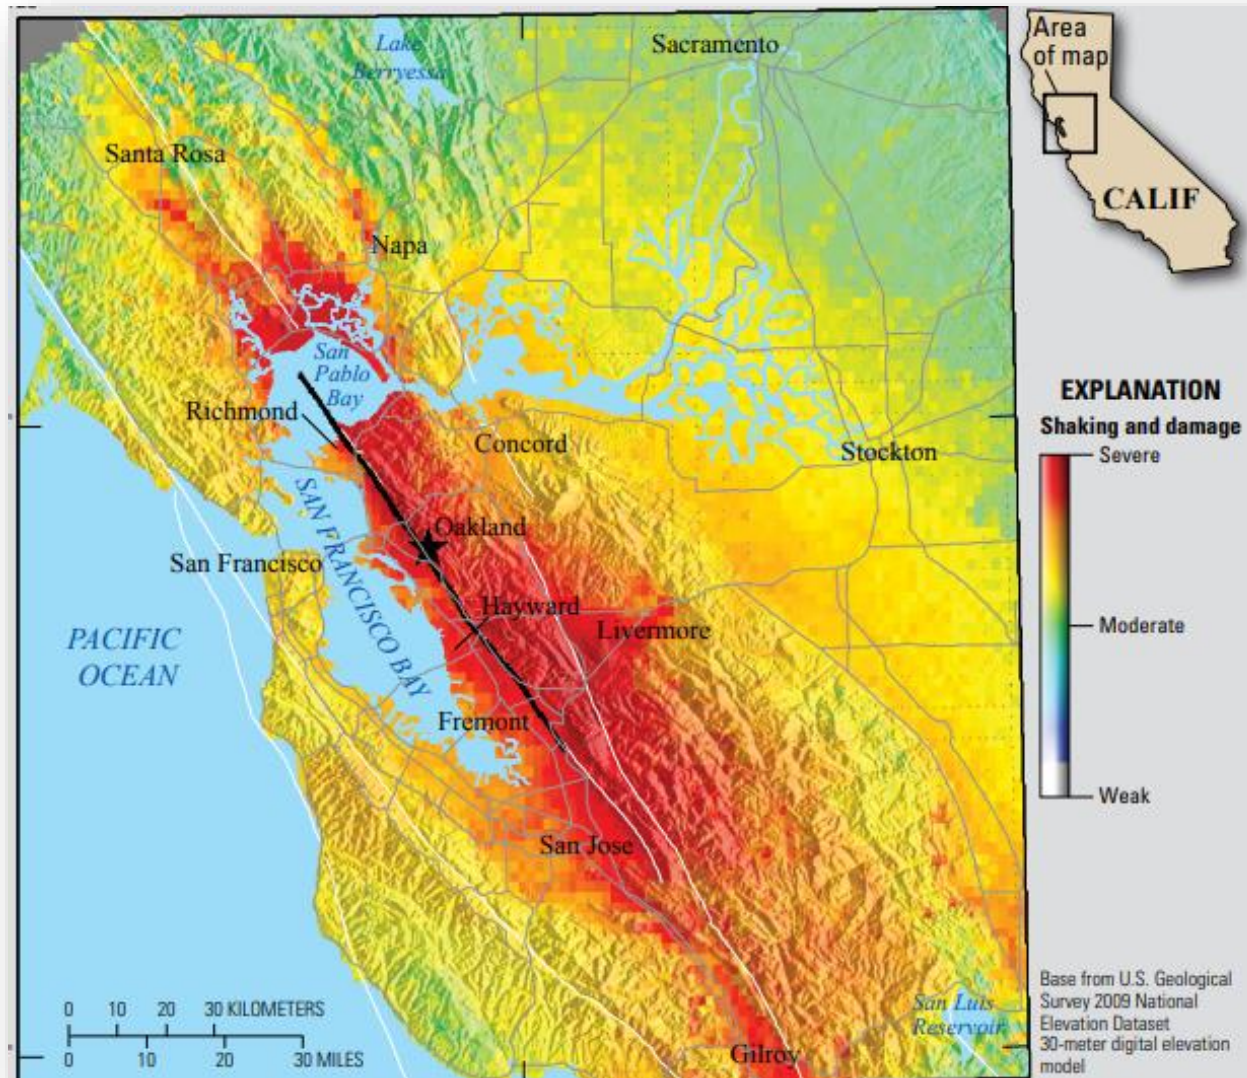 Lake
Berryessa
Sacramento
Santa Rosa
Napa
San
Pablo
Bay
Richmond
Concord
Stockton
SAN FRANCISCO BAY
Oakland
San Francisco
Hayward
Livermore
PACIFIC
OCEAN
Fremont
San Jose
San Luis
Reservoir
Gilroy
0 10 20 30 KILOMETERS
0 10 20 30 MILES
Area
of map
CALIF
EXPLANATION
Shaking and damage
Severe
Moderate
Weak
Base from U.S. Geological
Survey 2009 National
Elevation Dataset
30-meter digital elevation
model